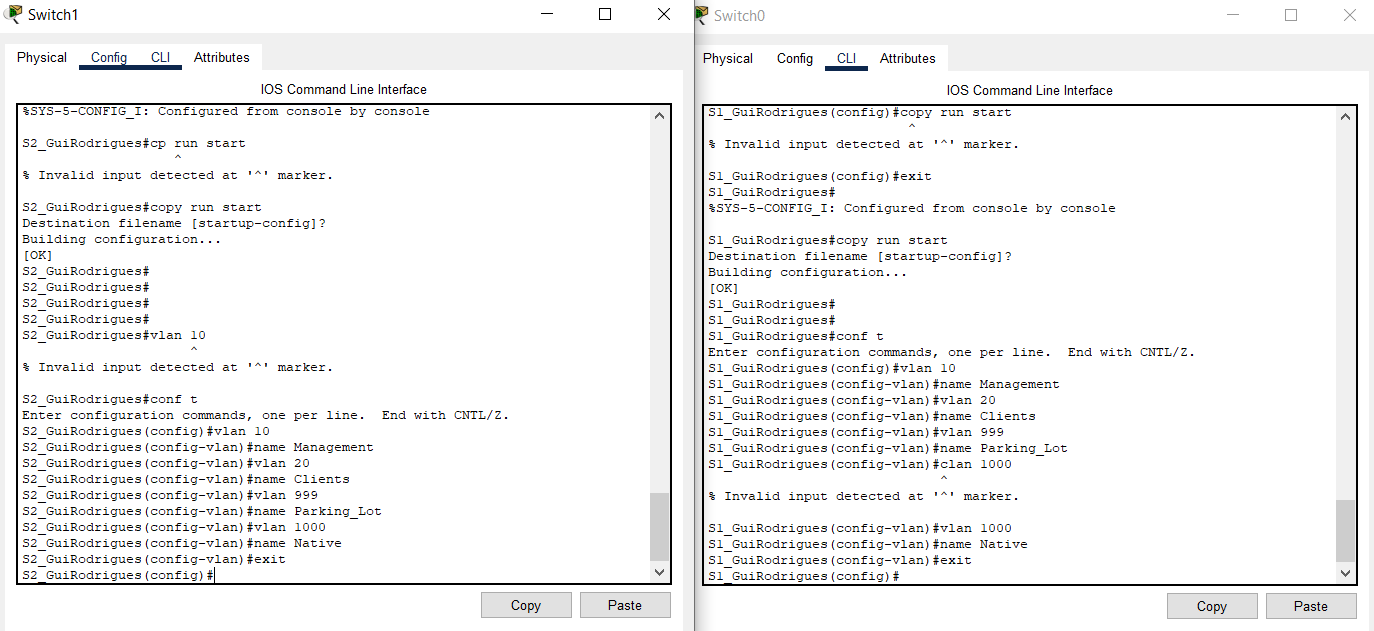 Switch1
Physical Config CLI Attributes
IOS Command Line Interface
%SYS-5-CONFIG_I: Configured from console by console
S2_GuiRodrigues#cp run start
^
% Invalid input detected at '^' marker.
S2_GuiRodrigues#copy run start
Destination filename [startup-config]?
Building configuration...
[OK]
S2_GuiRodrigues#
S2_GuiRodrigues#
S2_GuiRodrigues#
S2_GuiRodrigues#
S2_GuiRodrigues#vlan 10
^
% Invalid input detected at '^' marker.
S2_GuiRodrigues#conf t
Enter configuration commands, one per line.  End with CNTL/Z.
S2_GuiRodrigues(config)#vlan 10
S2_GuiRodrigues(config-vlan)#name Management
S2_GuiRodrigues(config-vlan)#vlan 20
S2_GuiRodrigues(config-vlan)#name Clients
S2_GuiRodrigues(config-vlan)#vlan 999
S2_GuiRodrigues(config-vlan)#name Parking_Lot
S2_GuiRodrigues(config-vlan)#vlan 1000
S2_GuiRodrigues(config-vlan)#name Native
S2_GuiRodrigues(config-vlan)#exit
S2_GuiRodrigues(config)#
Copy Paste
Switch0
Physical Config CLI Attributes
IOS Command Line Interface
S1_GuiRodrigues(config)#copy run start
^
% Invalid input detected at '^' marker.
S1_GuiRodrigues(config)#exit
S1_GuiRodrigues#
%SYS-5-CONFIG_I: Configured from console by console
S1_GuiRodrigues#copy run start
Destination filename [startup-config]?
Building configuration...
[OK]
S1_GuiRodrigues#
S1_GuiRodrigues#
S1_GuiRodrigues#conf t
Enter configuration commands, one per line.  End with CNTL/Z.
S1_GuiRodrigues(config)#vlan 10
S1_GuiRodrigues(config-vlan)#name Management
S1_GuiRodrigues(config-vlan)#vlan 20
S1_GuiRodrigues(config-vlan)#name Clients
S1_GuiRodrigues(config-vlan)#vlan 999
S1_GuiRodrigues(config-vlan)#name Parking_Lot
S1_GuiRodrigues(config-vlan)#clan 1000
^
% Invalid input detected at '^' marker.
S1_GuiRodrigues(config-vlan)#vlan 1000
S1_GuiRodrigues(config-vlan)#name Native
S1_GuiRodrigues(config-vlan)#exit
S1_GuiRodrigues(config)#
Copy Paste